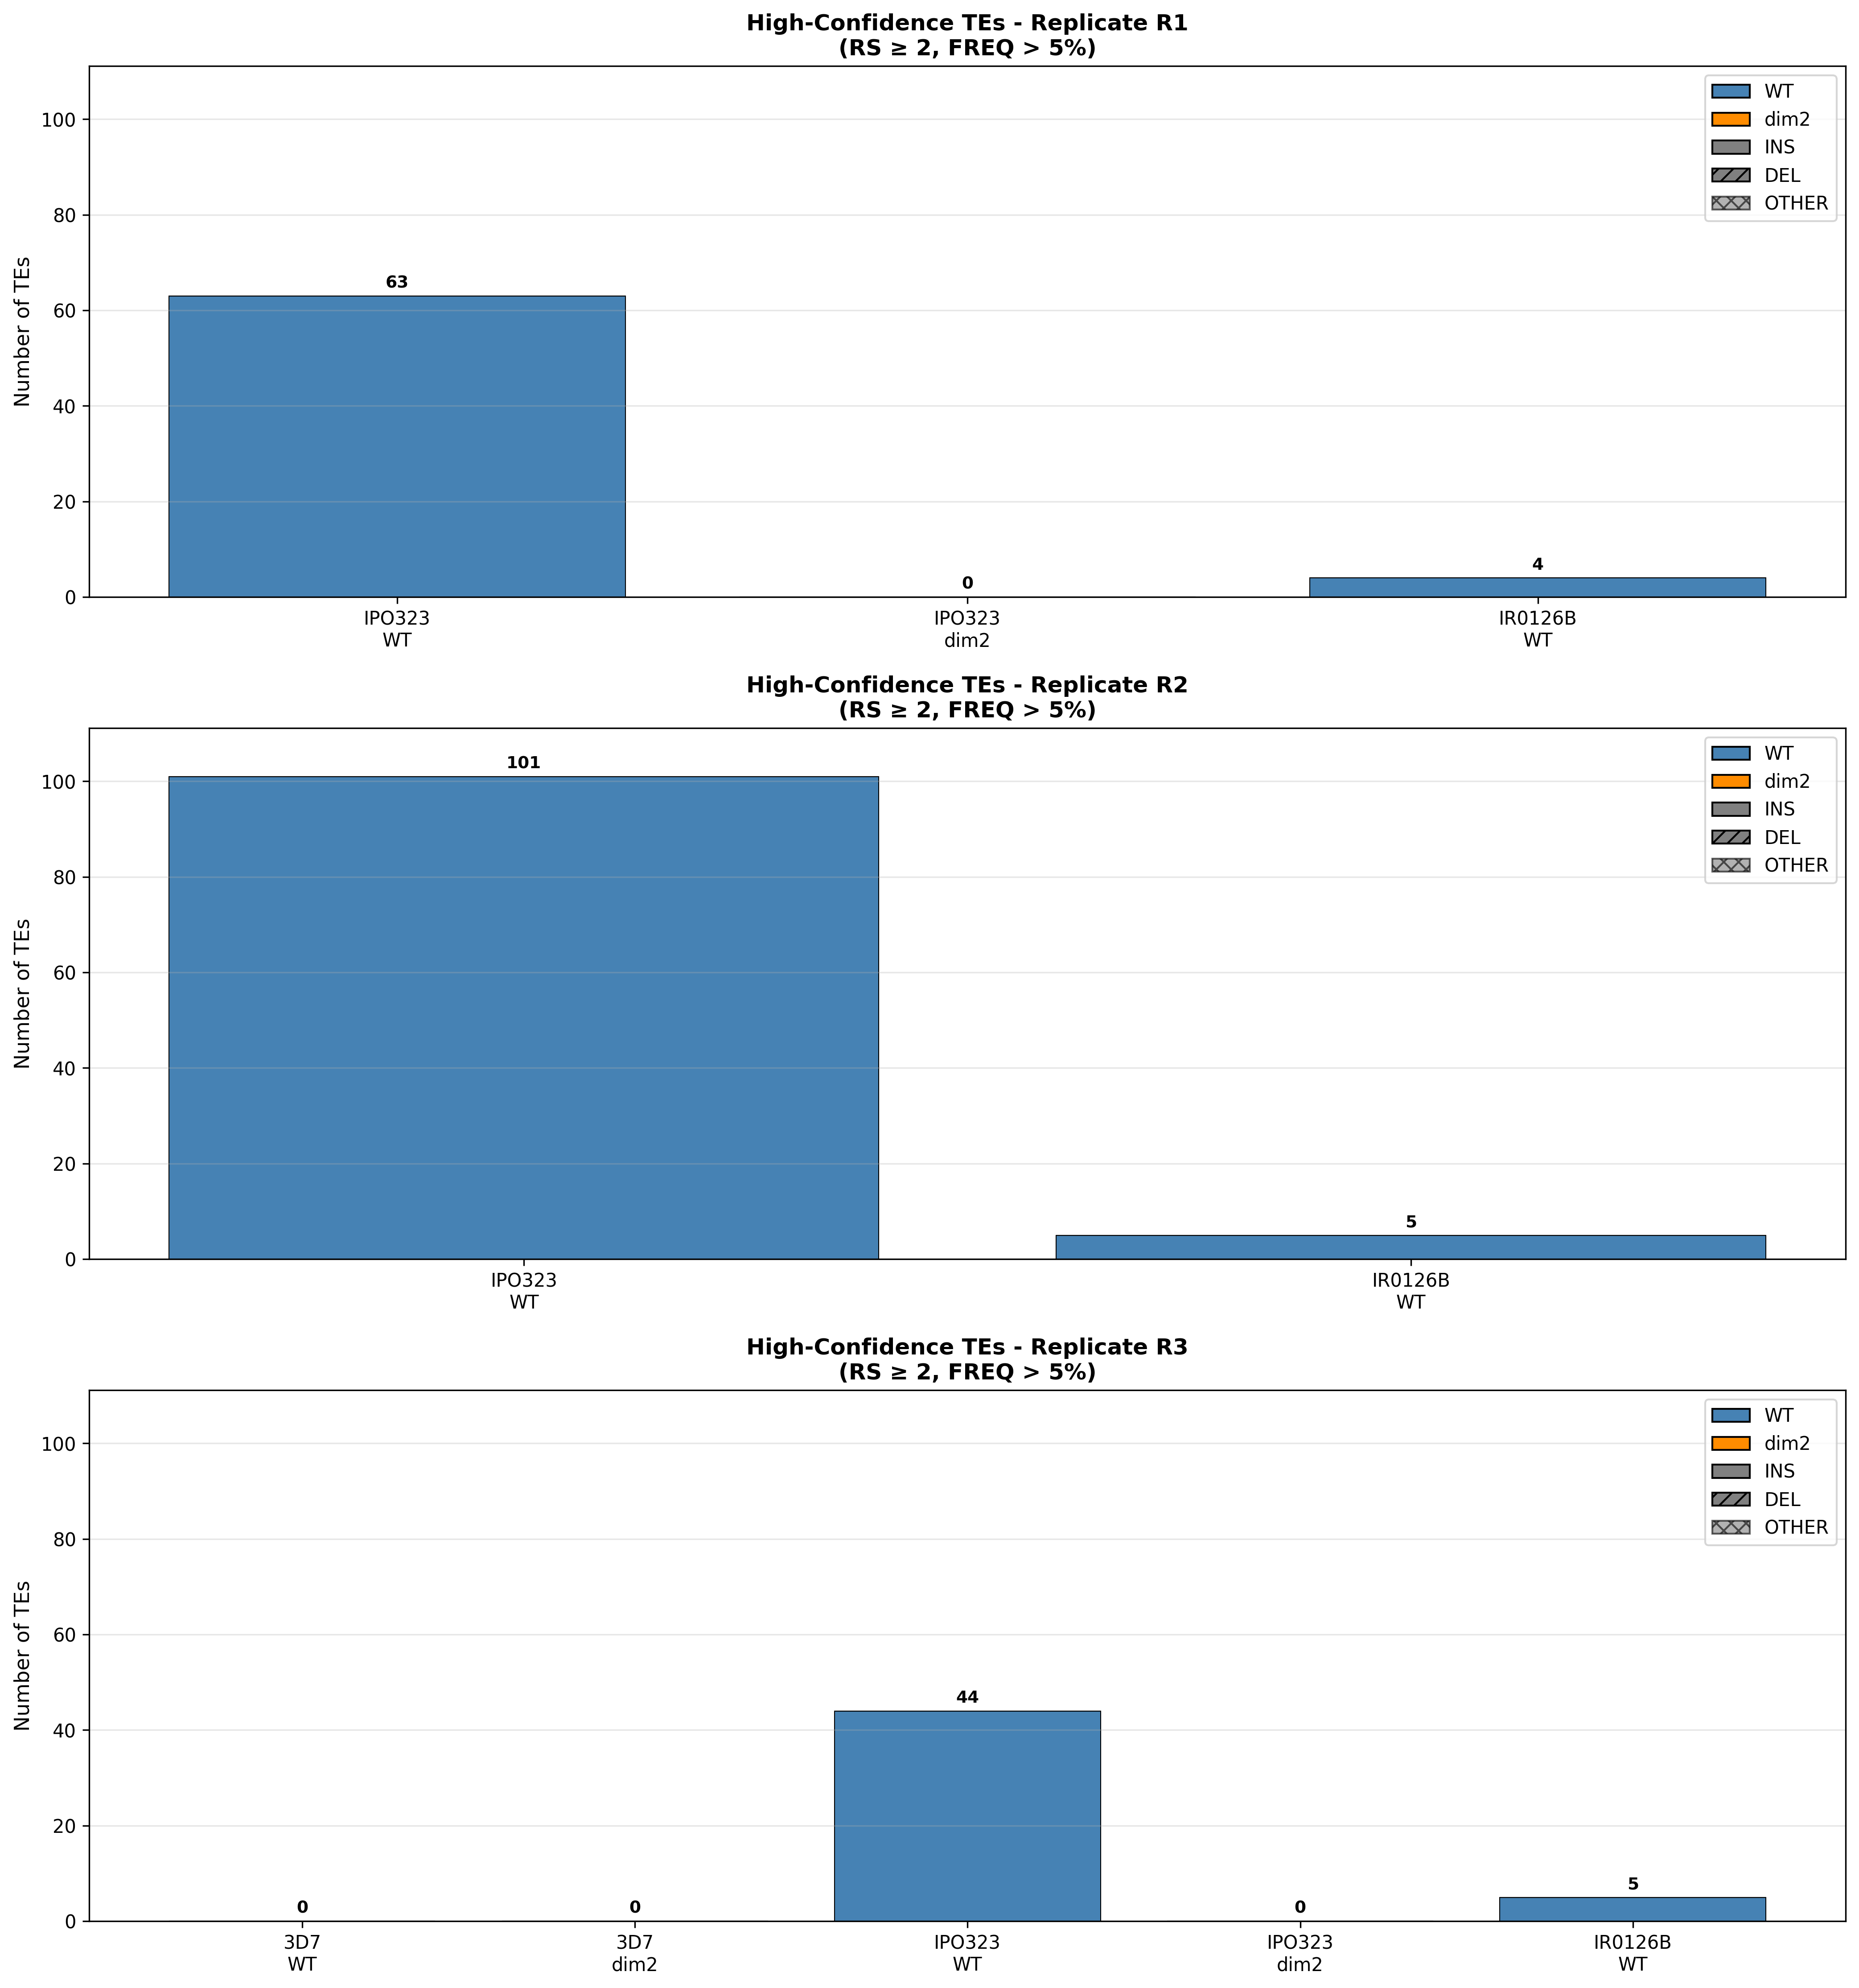 High-Confidence TEs - Replicate R1
(RS ≥ 2, FREQ > 5%)
Number of TEs
100
80
60
40
20
0
63
0
4
WT
dim2
INS
DEL
OTHER
IPO323
WT
IPO323
dim2
IR0126B
WT
High-Confidence TEs - Replicate R2
(RS ≥ 2, FREQ > 5%)
Number of TEs
100
80
60
40
20
0
101
5
WT
dim2
INS
DEL
OTHER
IPO323
WT
IR0126B
WT
High-Confidence TEs - Replicate R3
(RS ≥ 2, FREQ > 5%)
Number of TEs
100
80
60
40
20
0
0
0
44
0
5
WT
dim2
INS
DEL
OTHER
3D7
WT
3D7
dim2
IPO323
WT
IPO323
dim2
IR0126B
WT